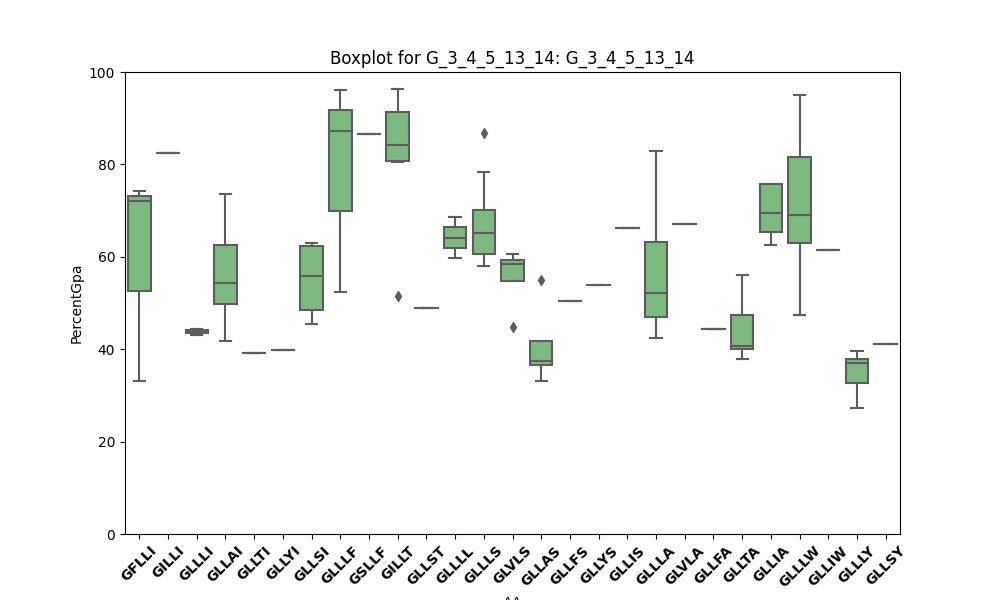 Boxplot for G_3_4_5_13_14: G_3_4_5_13_14
100
80
60
40
20
0
PercentGpa
GFLLI
GILLI
GLLLI
GLLAI
GLLTI
GLLYI
GLLSI
GLLLF
GSLLF
GILLT
GLLST
GLLLL
GLLLS
GLVLS
GLLAS
GLLFS
GLLYS
GLLIS
GLLLA
GLVLA
GLLFA
GLLTA
GLLIA
GLLLW
GLLIW
GLLLY
GLLSY
AA